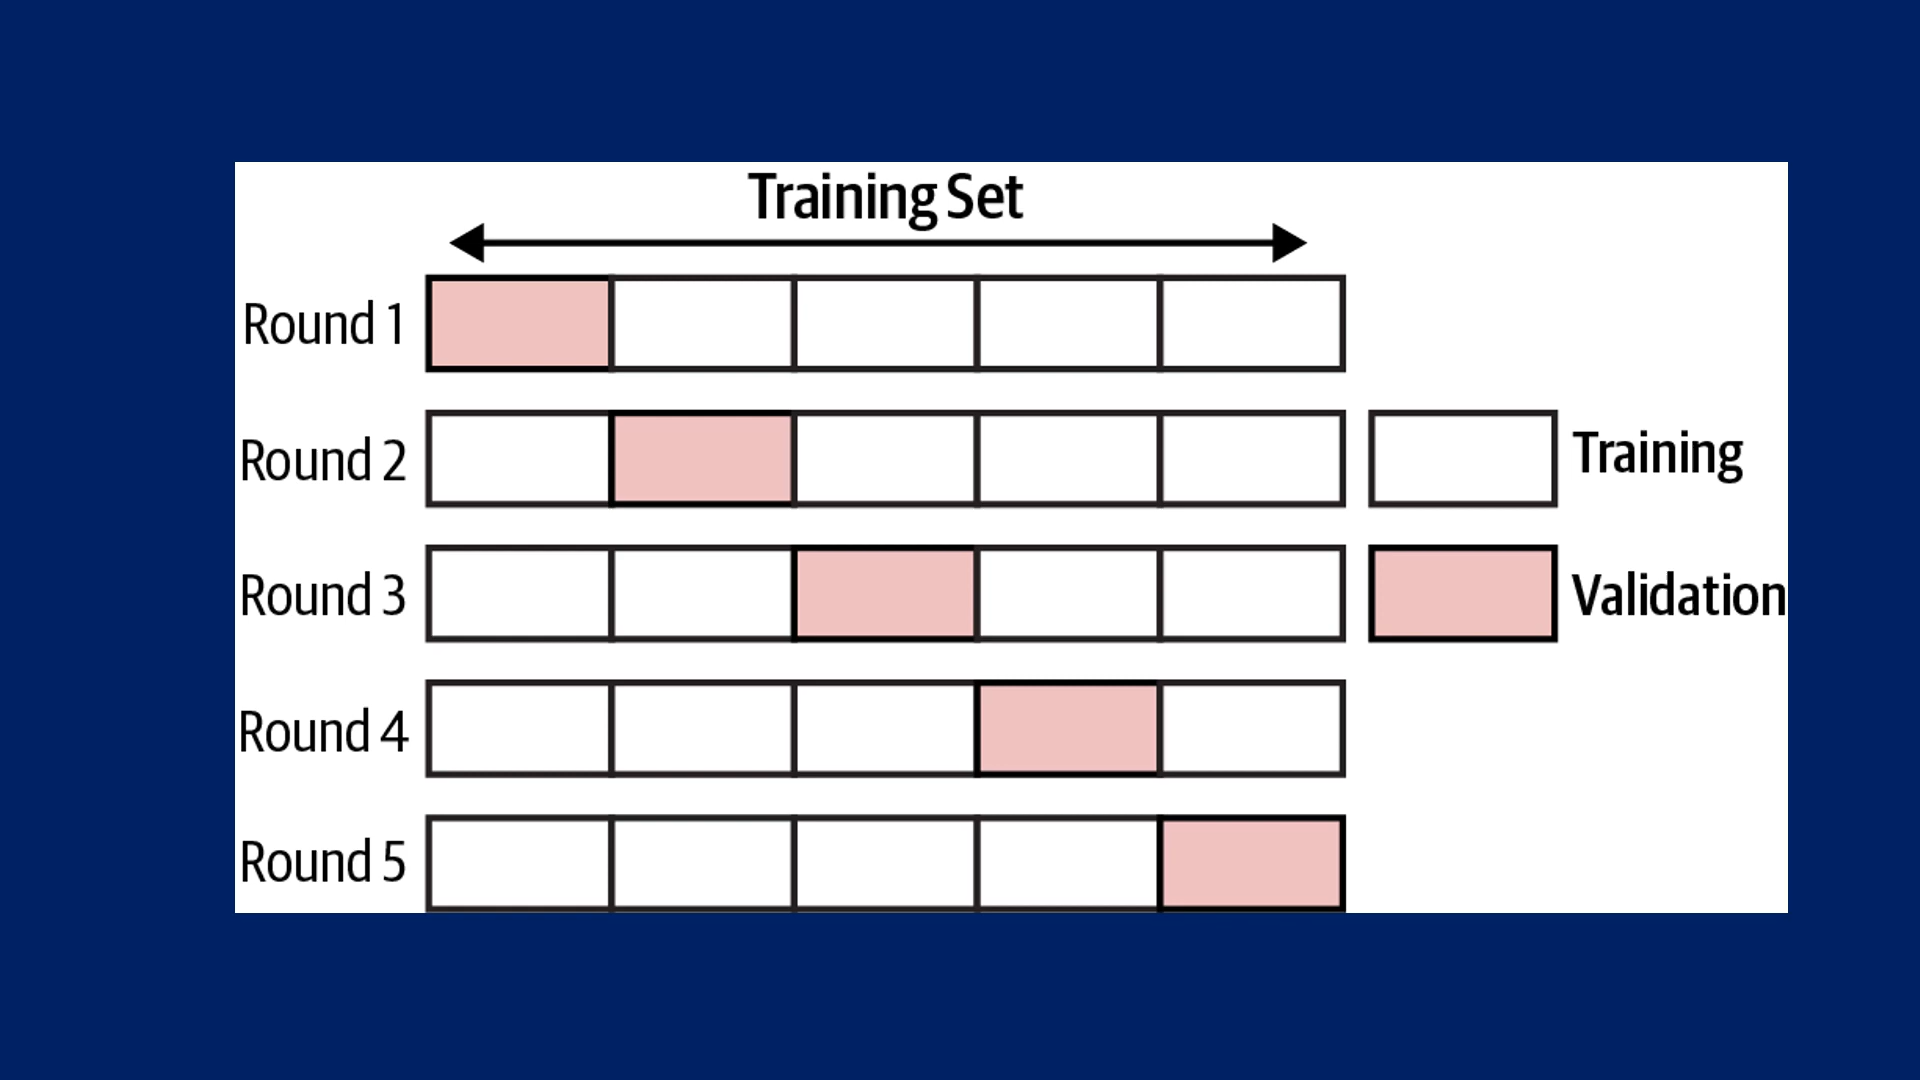 Training Set
Round 1
Round 2
Training
Round 3
Validation
Round 4
Round 5